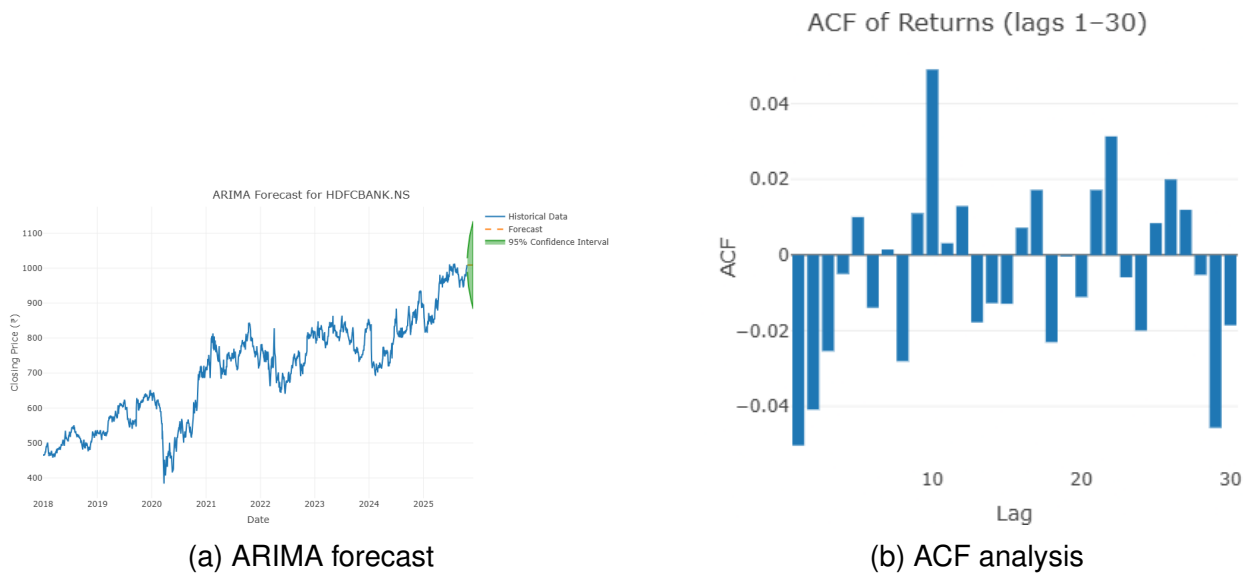 ARIMA Forecast for HDFCBANK.NS
Historical Data
Forecast
95% Confidence Interval
Closing Price (₹)
1100
1000
900
800
700
600
500
400
2018 2019 2020 2021 2022 2023 2024 2025
Date
(a) ARIMA forecast
ACF of Returns (lags 1–30)
ACF
0.04
0.02
0
−0.02
−0.04
10 20 30
Lag
(b) ACF analysis